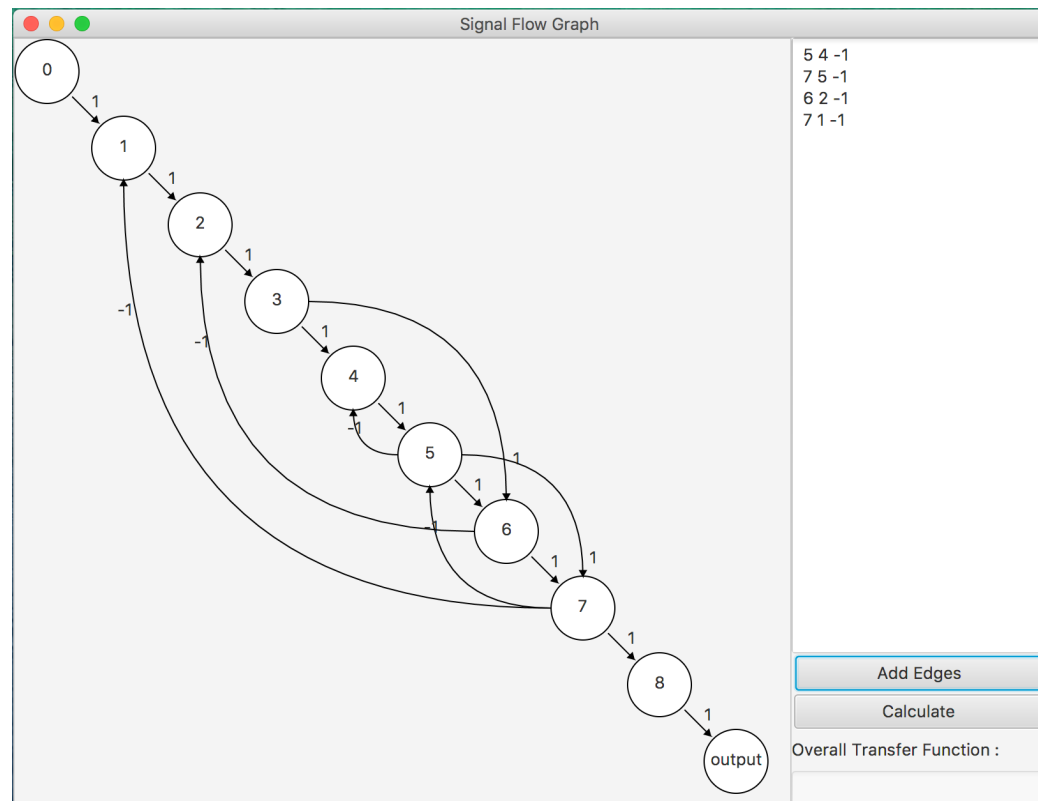 Signal Flow Graph
0
1
1
1
2
1
3
1
4
1
5
1
6
1
7
1
8
1
output
-1
-1
-1
-1
1
1
5 4 -1
7 5 -1
6 2 -1
7 1 -1
Add Edges
Calculate
Overall Transfer Function :